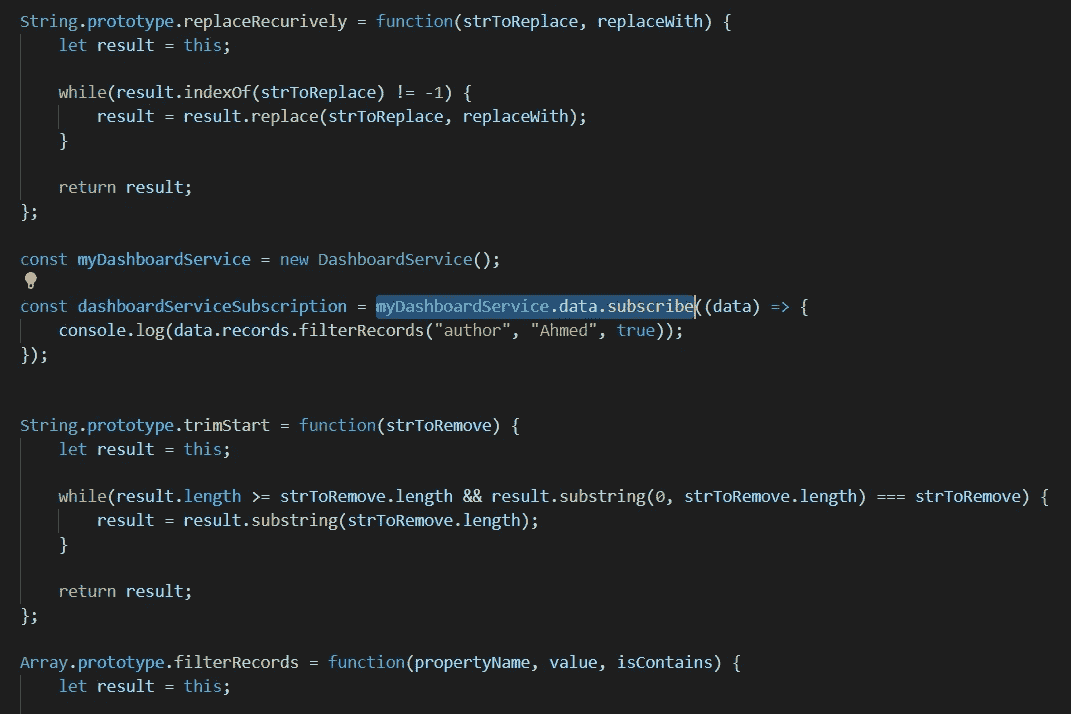 String.prototype.replaceRecurively = function(strToReplace, replaceWith) {
let result = this;
while(result.indexOf(strToReplace) != -1) {
result = result.replace(strToReplace, replaceWith);
}
return result;
};
const myDashboardService = new DashboardService();
const dashboardServiceSubscription = myDashboardService.data.subscribe((data) => {
console.log(data.records.filterRecords("author", "Ahmed", true));
});
String.prototype.trimStart = function(strToRemove) {
let result = this;
while(result.length >= strToRemove.length && result.substring(0, strToRemove.length) === strToRemove) {
result = result.substring(strToRemove.length);
}
return result;
};
Array.prototype.filterRecords = function(propertyName, value, isContains) {
let result = this;